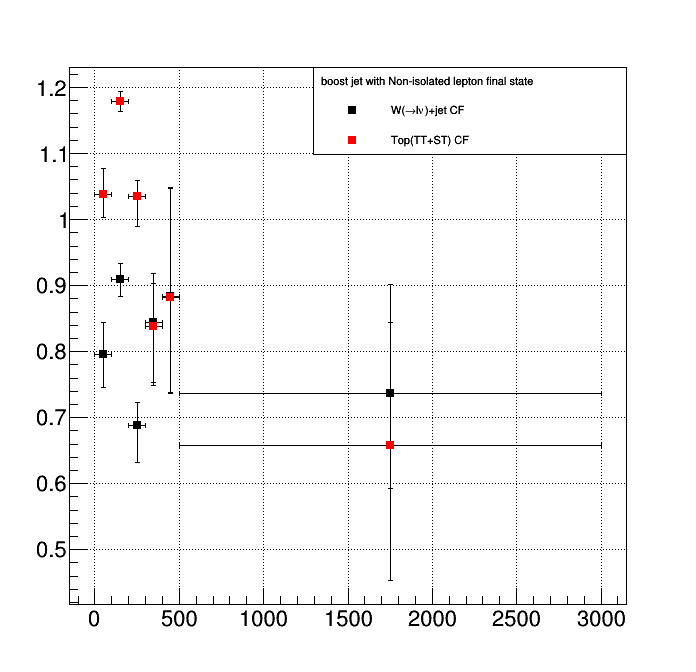 boost jet with Non-isolated lepton final state
W(→lν)+jet CF
Top(TT+ST) CF
1.2
1.1
1
0.9
0.8
0.7
0.6
0.5
0 500 1000 1500 2000 2500 3000